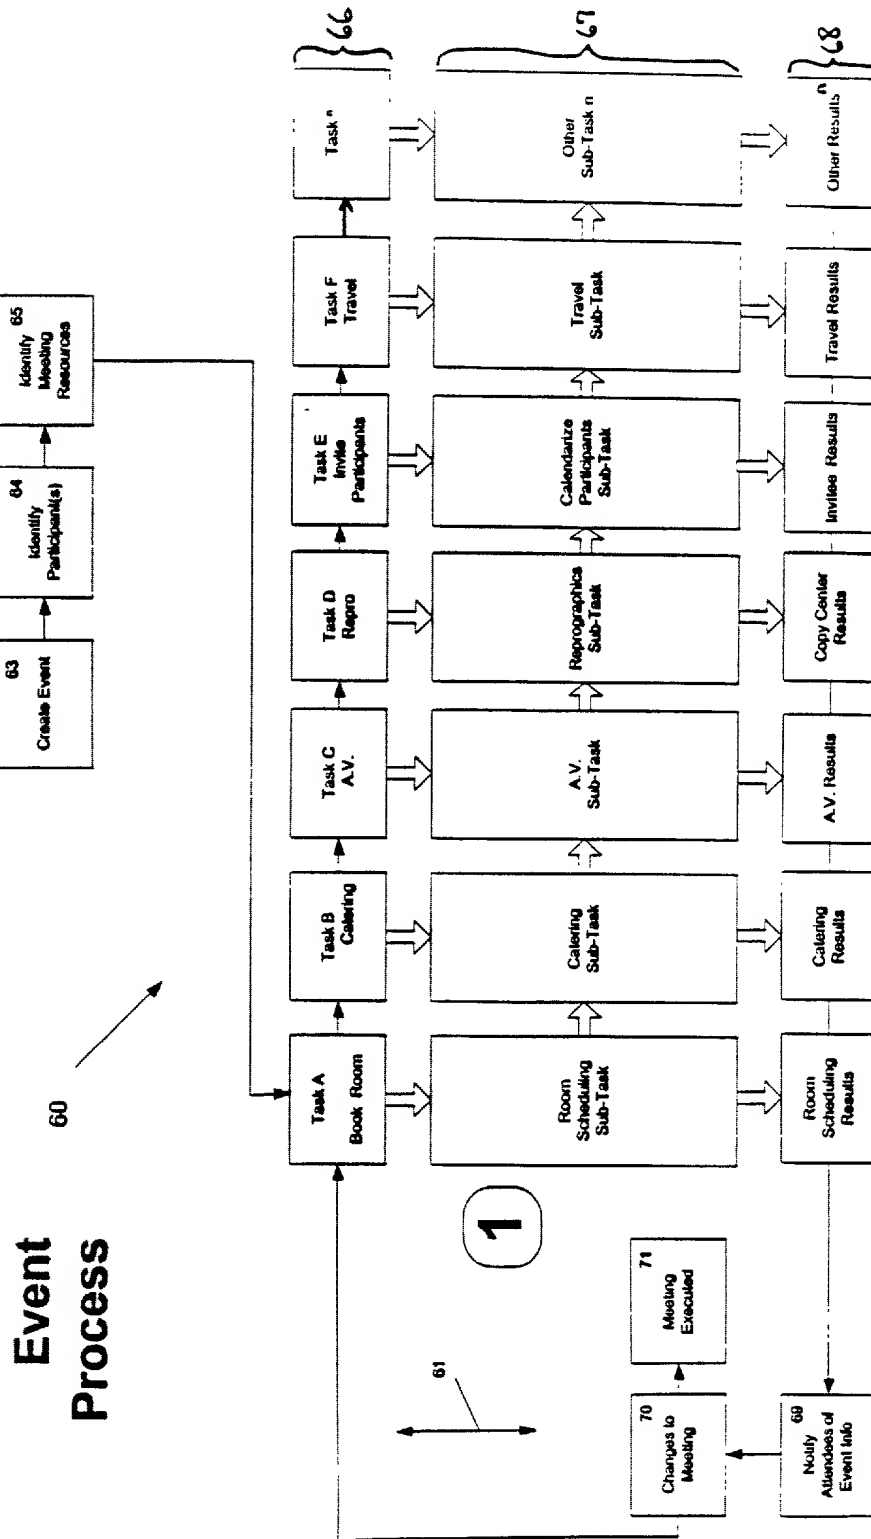 Event
Process
60
63
Create Event
64
Identify
Participant(s)
65
Identify
Meeting
Resources
Task A
Book Room
Task B
Catering
Task C
A.V.
Task D
Repro
Task E
Invite
Participants
Task F
Travel
Task n
66
Room
Scheduling
Sub-Task
Catering
Sub-Task
A.V.
Sub-Task
Reprographics
Sub-Task
Calendarize
Participants
Sub-Task
Travel
Sub-Task
Other
Sub-Task n
67
Room
Scheduling
Results
Catering
Results
A.V. Results
Copy Center
Results
Invitee Results
Travel Results
Other Results n
68
1
61
69
Notify
Attendees of
Event Info
70
Changes to
Meeting
71
Meeting
Executed